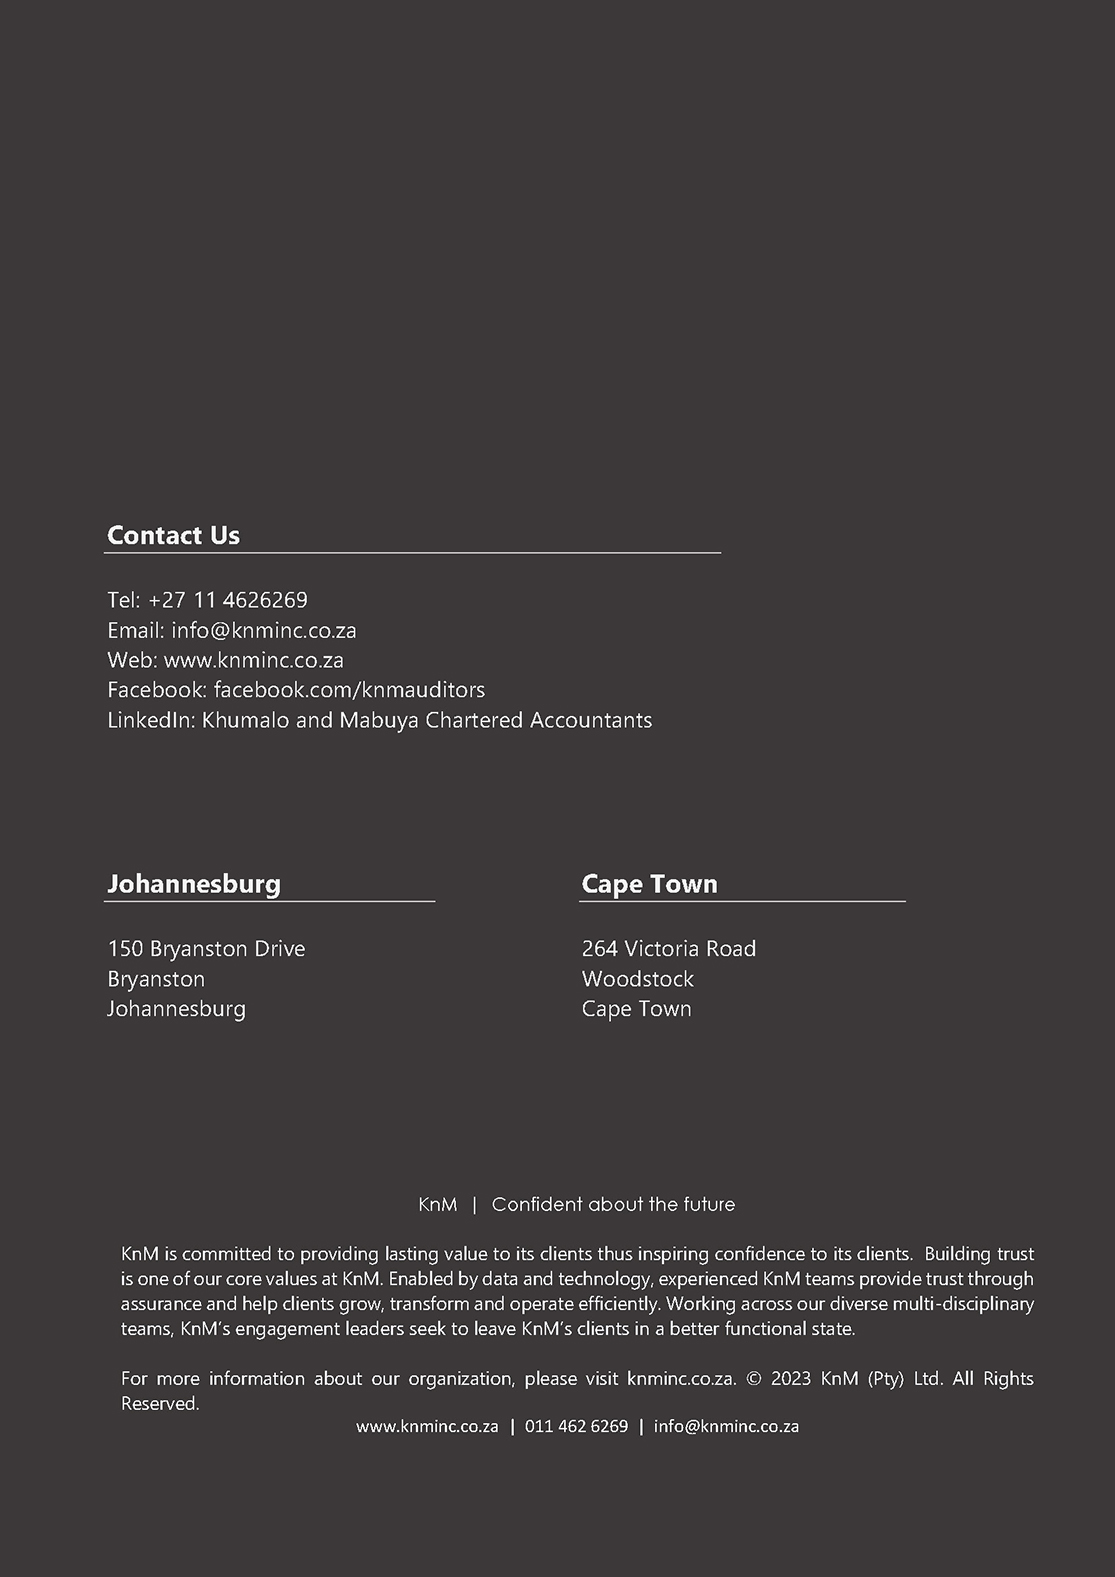 Contact Us
Tel: +27 11 4626269
Email: info@knminc.co.za
Web: www.knminc.co.za
Facebook: facebook.com/knmauditors
LinkedIn: Khumalo and Mabuya Chartered Accountants
Johannesburg
150 Bryanston Drive
Bryanston
Johannesburg
Cape Town
264 Victoria Road
Woodstock
Cape Town
KnM | Confident about the future
KnM is committed to providing lasting value to its clients thus inspiring confidence to its clients. Building trust
is one of our core values at KnM. Enabled by data and technology, experienced KnM teams provide trust through
assurance and help clients grow, transform and operate efficiently. Working across our diverse multi-disciplinary
teams, KnM's engagement leaders seek to leave KnM's clients in a better functional state.
For more information about our organization, please visit knminc.co.za. © 2023 KnM (Pty) Ltd. All Rights
Reserved.
www.knminc.co.za | 011 462 6269 | info@knminc.co.za